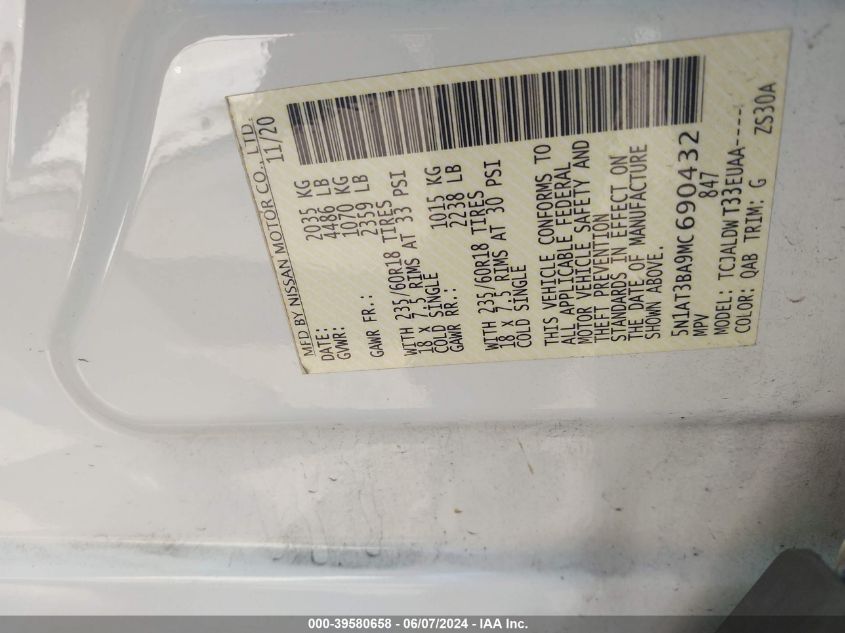 MFD BY NISSAN MOTOR CO., LTD.
DATE: 11/20
GVWR: 2035 KG
4486 LB
GAWR FR.: 1070 KG
2359 LB
WITH 235/60R18 TIRES
18 x 7.5 RIMS AT 33 PSI
COLD SINGLE
GAWR RR.: 1015 KG
2238 LB
WITH 235/60R18 TIRES
18 x 7.5 RIMS AT 30 PSI
COLD SINGLE
THIS VEHICLE CONFORMS TO
ALL APPLICABLE FEDERAL
MOTOR VEHICLE SAFETY AND
THEFT PREVENTION
STANDARDS IN EFFECT ON
THE DATE OF MANUFACTURE
SHOWN ABOVE.
5N1AT3BA9MC690432
MPV 847
MODEL: TCJALDWT33EUAA----
COLOR: QAB TRIM: G ZS30A
000-39580658 - 06/07/2024 - IAA Inc.